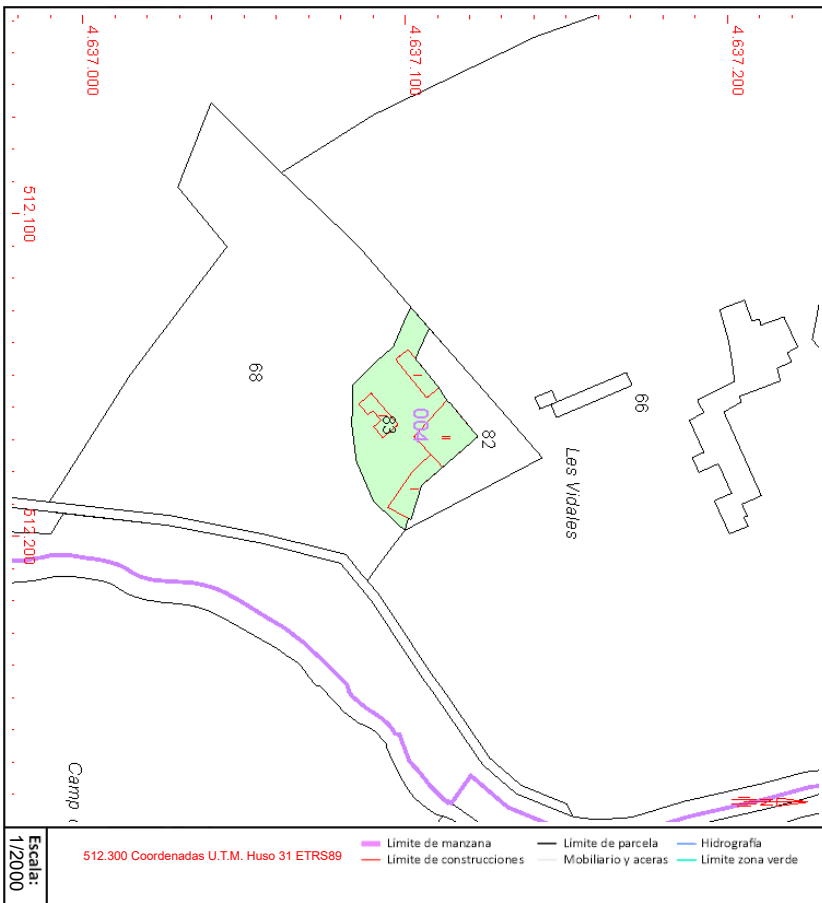 4.637.000
4.637.100
4.637.200
512.100
512.200
68
66
004
83
82
Les Vidales
Camp
Escala:
1/2000
512.300 Coordenadas U.T.M. Huso 31 ETRS89
Límite de manzana
Límite de parcela
Hidrografía
Límite de construcciones
Mobiliario y aceras
Límite zona verde